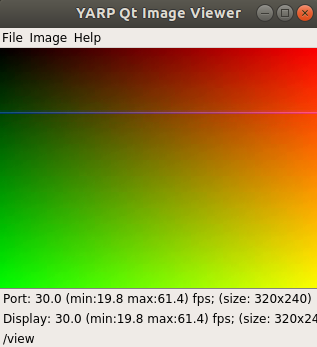 YARP Qt Image Viewer
File Image Help
Port: 30.0 (min:19.8 max:61.4) fps; (size: 320x240)
Display: 30.0 (min:19.8 max:61.4) fps; (size: 320x24
/view